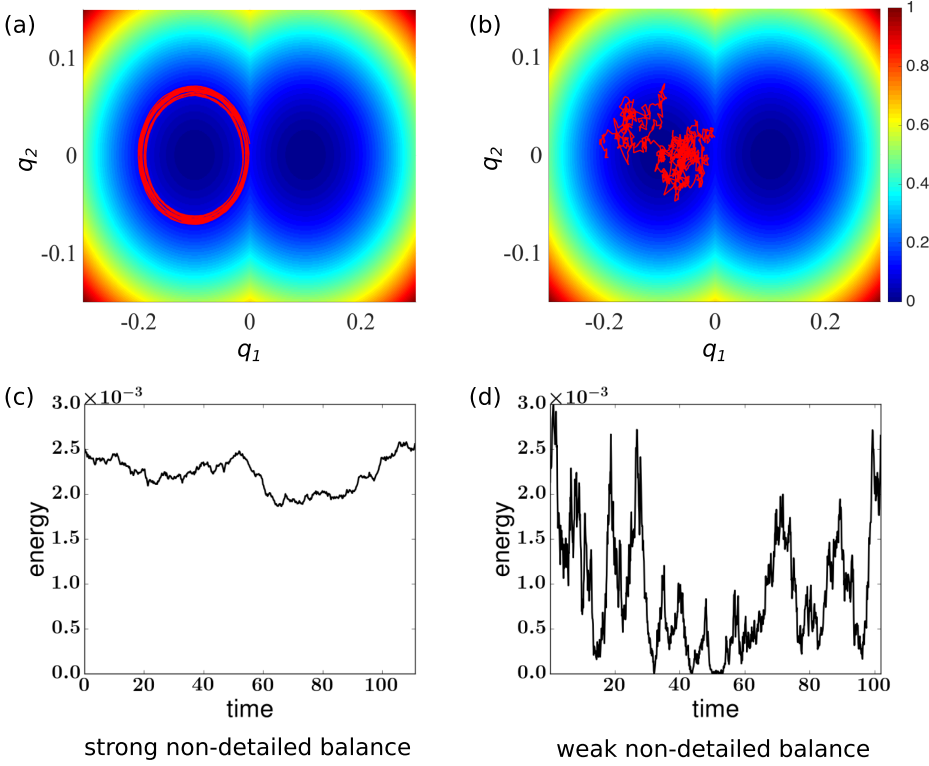 (a)
0.1
0
-0.1
q2
-0.2 0 0.2
q1
(b)
0.1
0
-0.1
q2
-0.2 0 0.2
q1
1
0.8
0.6
0.4
0.2
0
(c)
×10−3
3.0
2.5
2.0
1.5
1.0
0.5
0.0
energy
0 20 40 60 80 100
time
strong non-detailed balance
(d)
×10−3
3.0
2.5
2.0
1.5
1.0
0.5
0.0
energy
20 40 60 80 100
time
weak non-detailed balance